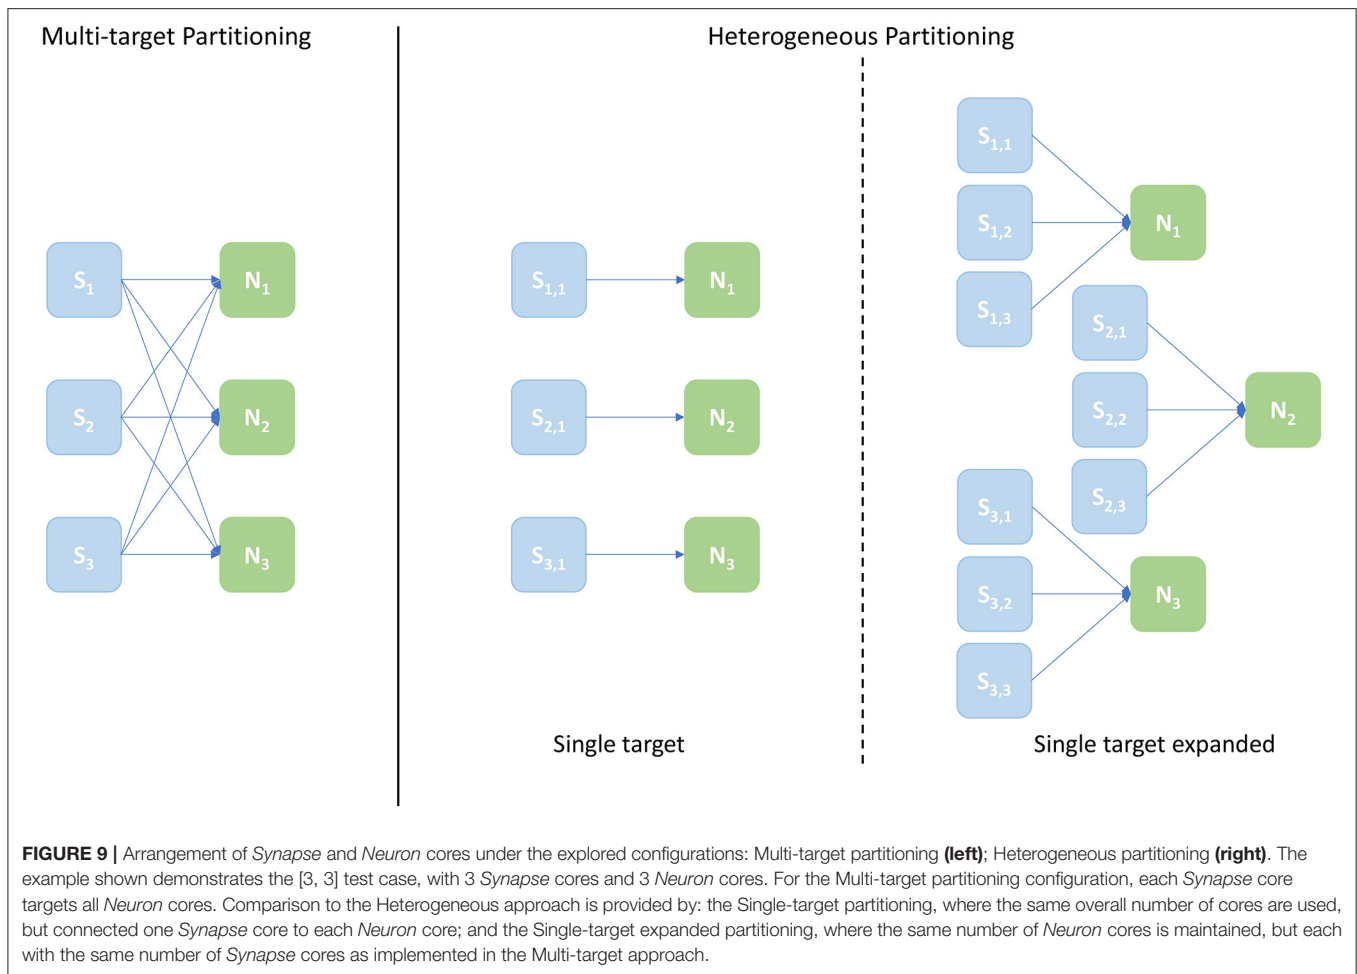 Multi-target Partitioning
Heterogeneous Partitioning
S1
S2
S3
N1
N2
N3
S1,1
S2,1
S3,1
N1
N2
N3
Single target
S1,1
S1,2
S1,3
N1
S2,1
S2,2
S2,3
N2
S3,1
S3,2
S3,3
N3
Single target expanded
FIGURE 9 | Arrangement of Synapse and Neuron cores under the explored configurations: Multi-target partitioning (left); Heterogeneous partitioning (right). The
example shown demonstrates the [3, 3] test case, with 3 Synapse cores and 3 Neuron cores. For the Multi-target partitioning configuration, each Synapse core
targets all Neuron cores. Comparison to the Heterogeneous approach is provided by: the Single-target partitioning, where the same overall number of cores are used,
but connected one Synapse core to each Neuron core; and the Single-target expanded partitioning, where the same number of Neuron cores is maintained, but each
with the same number of Synapse cores as implemented in the Multi-target approach.